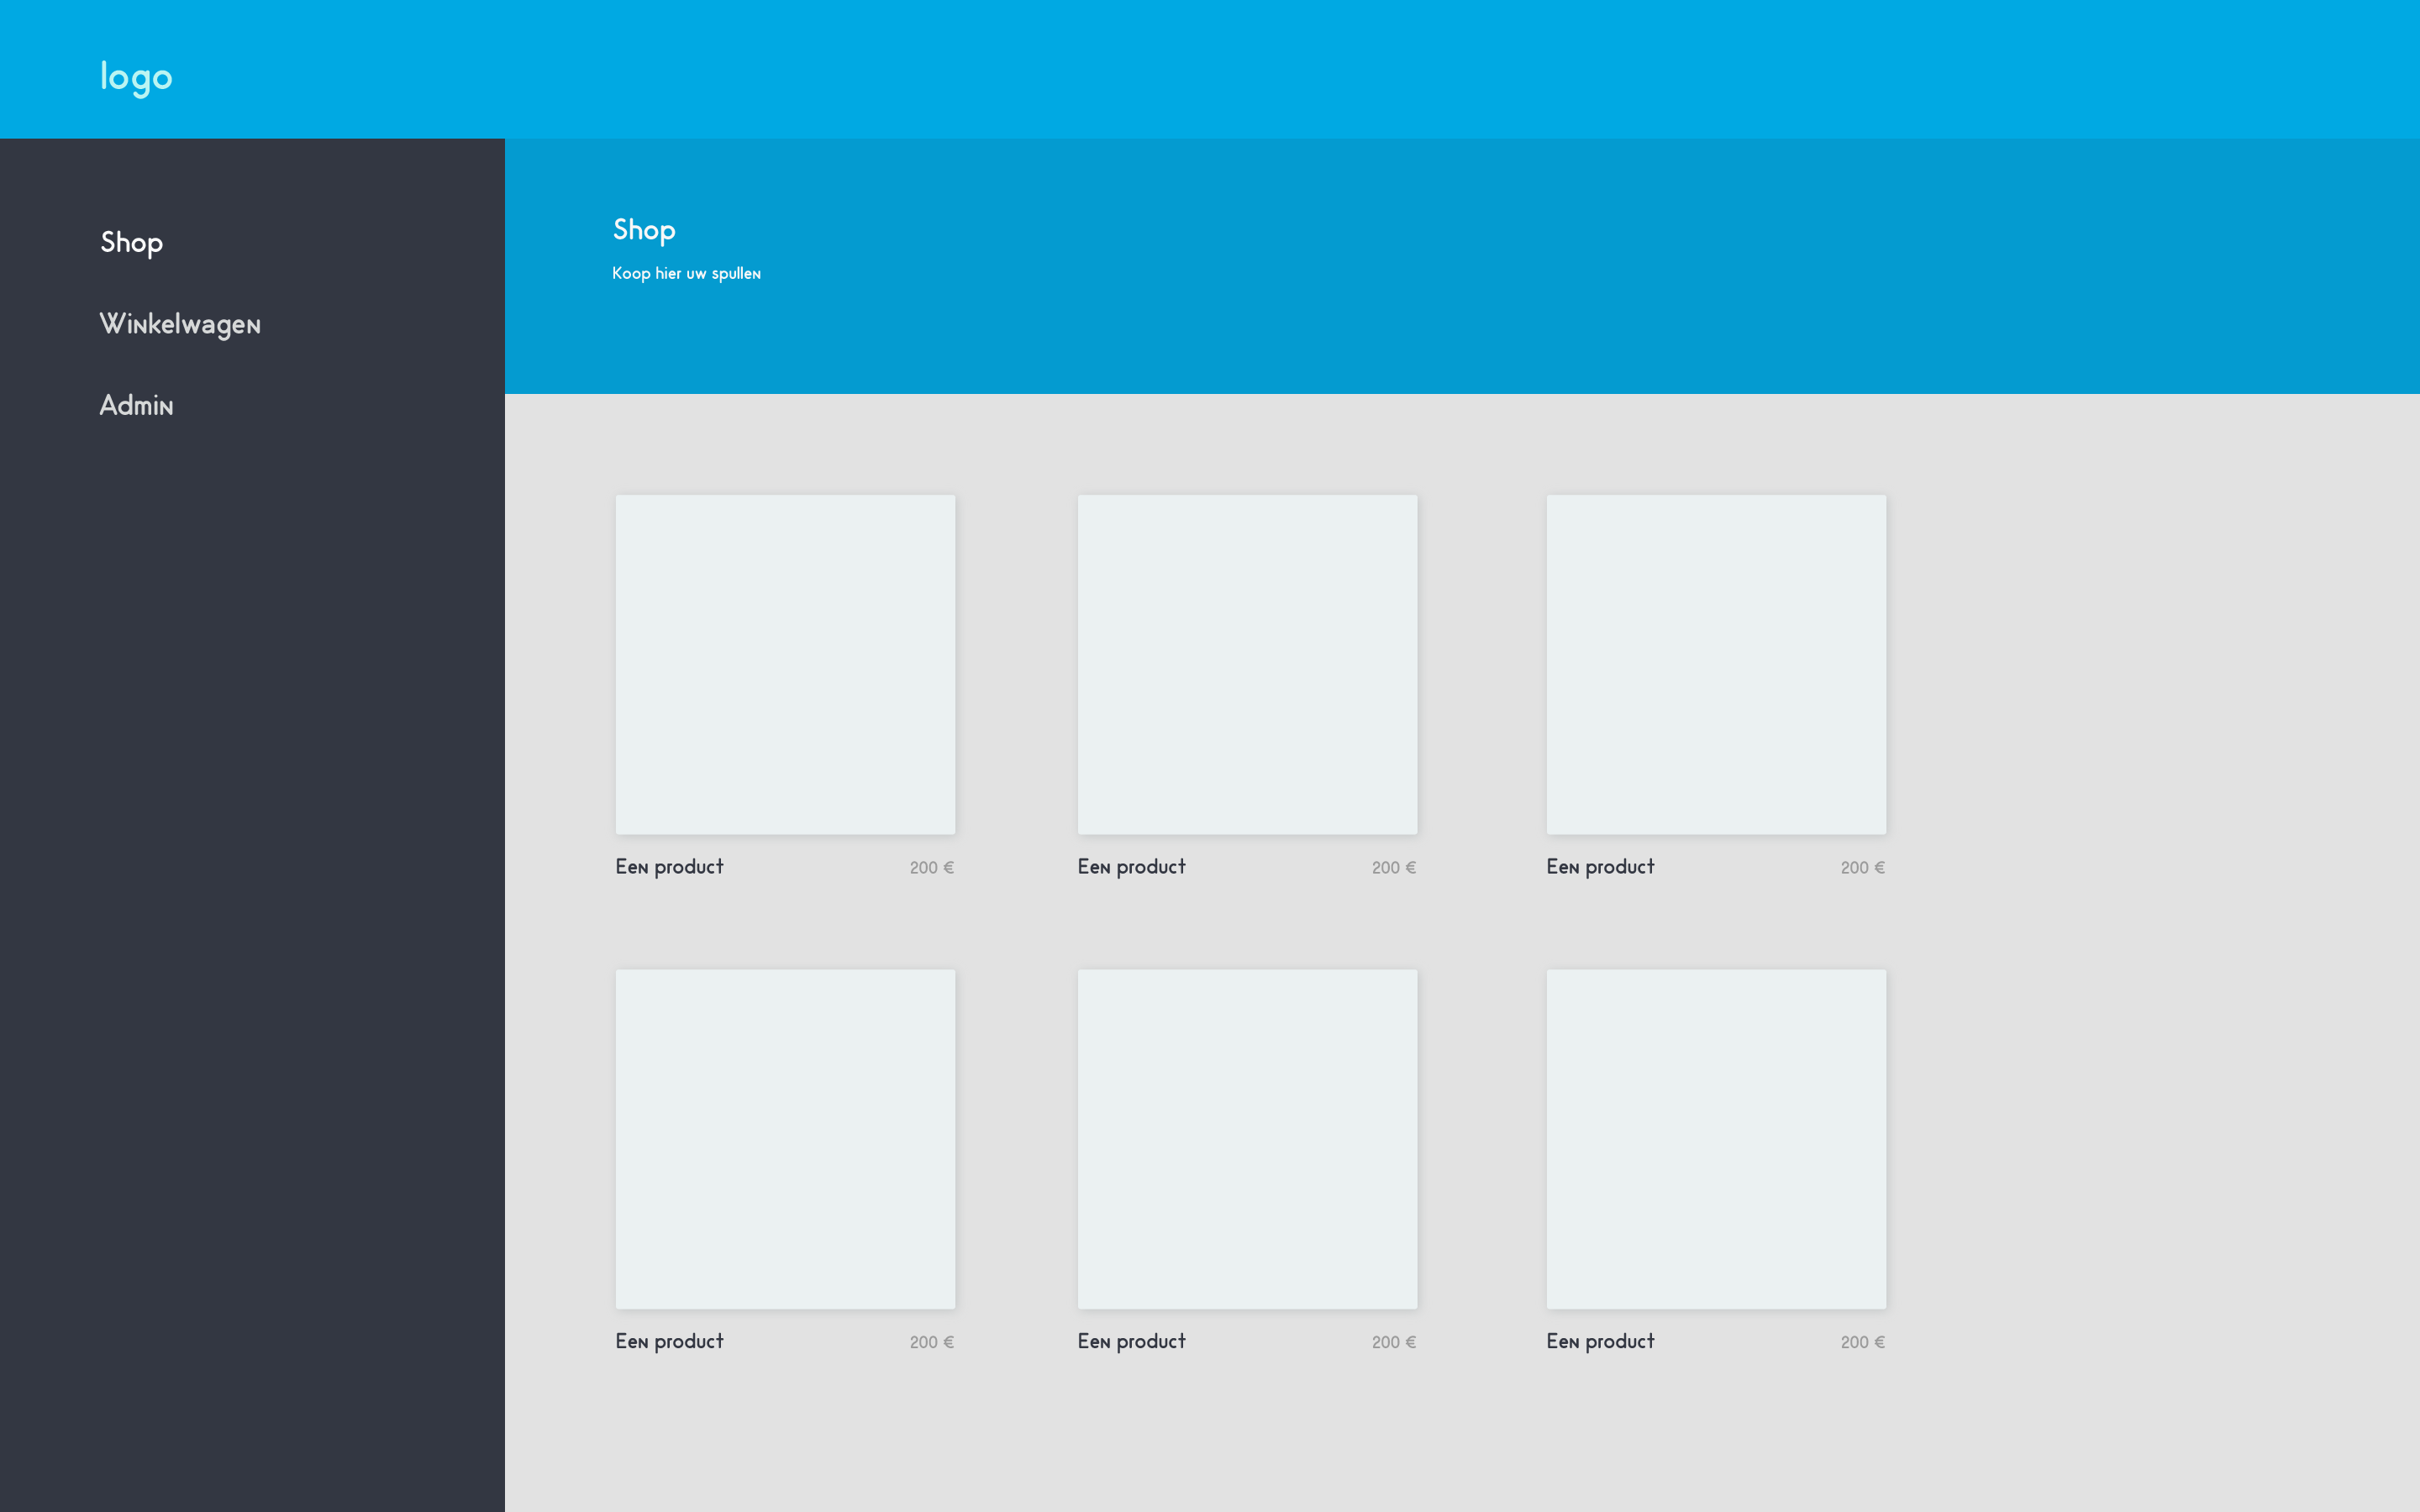 logo
Shop
Winkelwagen
Admin
Shop
Koop hier uw spullen
Een product 200 €
Een product 200 €
Een product 200 €
Een product 200 €
Een product 200 €
Een product 200 €